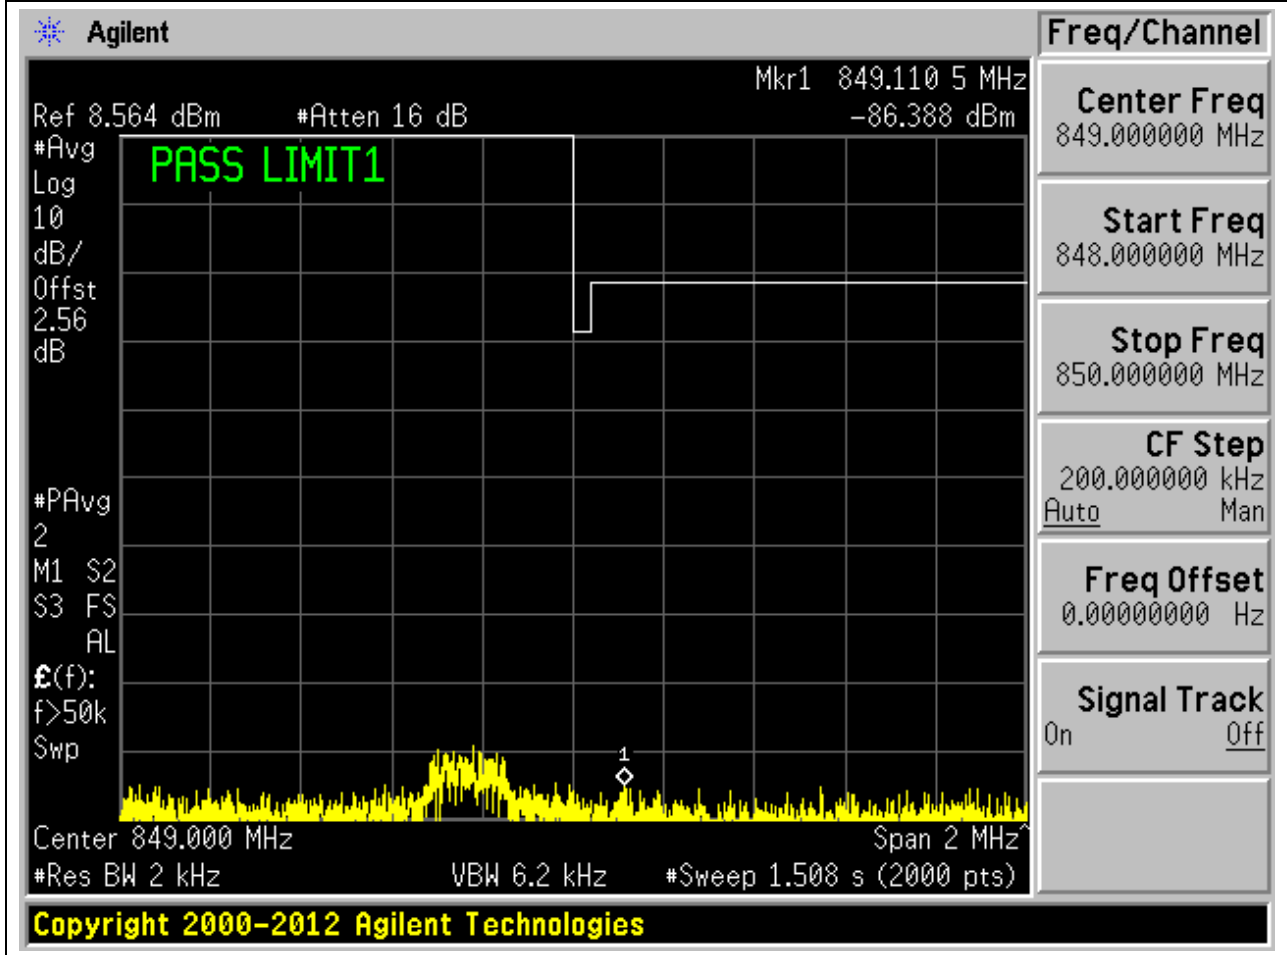 Agilent
Freq/Channel
Mkr1 849.110 5 MHz
Ref 8.564 dBm #Atten 16 dB -86.388 dBm
#Avg
Log
10
dB/
Offst
2.56
dB
PASS LIMIT1
#PAvg
2
M1 S2
S3 FS
AL
£(f):
f>50k
Swp
1
Center 849.000 MHz Span 2 MHz^
#Res BW 2 kHz VBW 6.2 kHz #Sweep 1.508 s (2000 pts)
Center Freq
849.000000 MHz
Start Freq
848.000000 MHz
Stop Freq
850.000000 MHz
CF Step
200.000000 kHz
Auto Man
Freq Offset
0.00000000 Hz
Signal Track
On Off
Copyright 2000-2012 Agilent Technologies